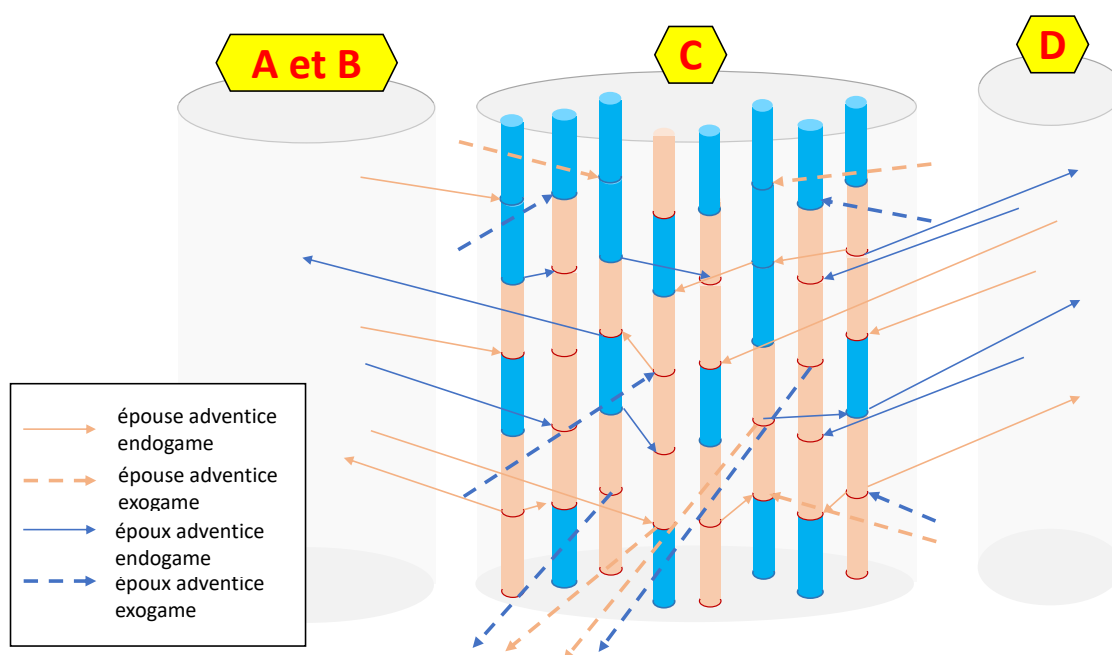 A et B
C
D
épouse adventice
endogame
épouse adventice
exogame
époux adventice
endogame
époux adventice
exogame